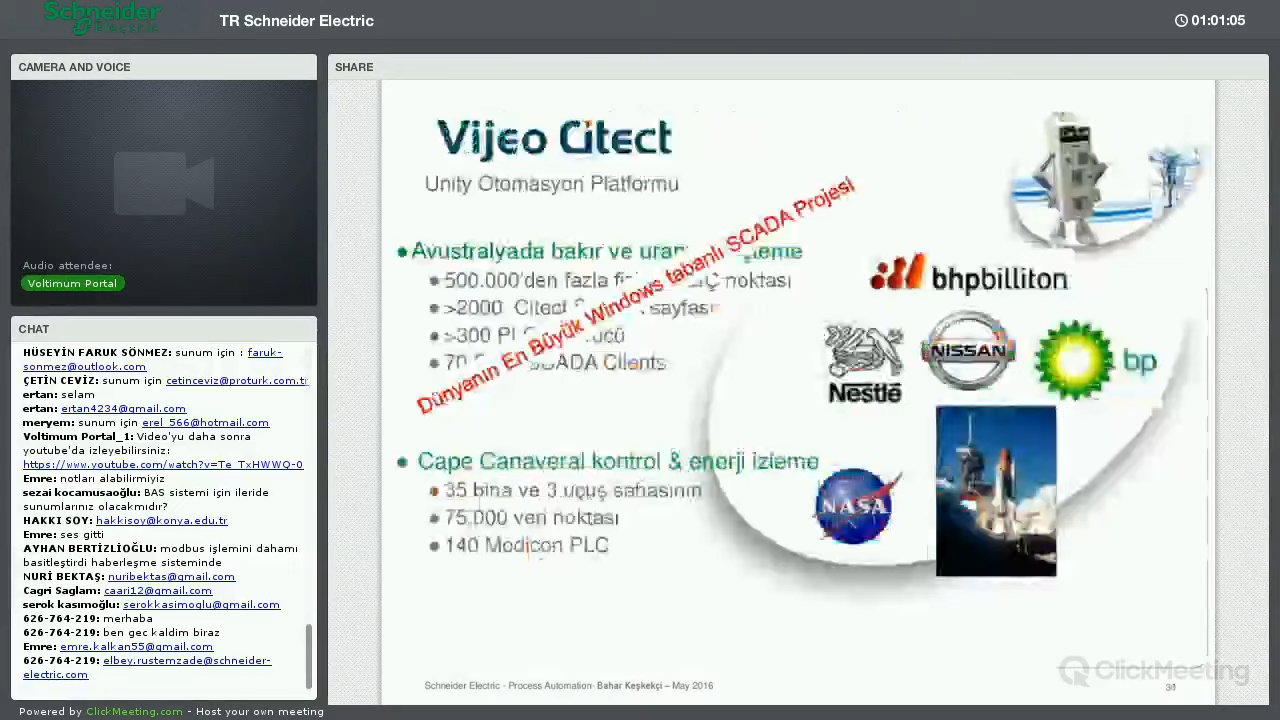 Schneider Electric
TR Schneider Electric
01:01:05
CAMERA AND VOICE
Audio attendee:
Voltimum Portal
CHAT
HÜSEYİN FARUK SÖNMEZ: sunum için : faruk-
sonmez@outlook.com
ÇETİN CEVİZ: sunum için cetinceviz@proturk.com.tr
ertan: selam
ertan: ertan4234@gmail.com
meryem: sunum için erel_566@hotmail.com
Voltimum Portal_1: Video'yu daha sonra
youtube'da izleyebilirsiniz:
https://www.youtube.com/watch?v=Te_TxHWWQ-0
Emre: notları alabilirmiyiz
sezai kocamusaoğlu: BAS sistemi için ileride
sunumlarınız olacakmıdır?
HAKKI SOY: hakkisoy@konya.edu.tr
Emre: ses gitti
AYHAN BERTİZLİOĞLU: modbus işlemini dahamı
basitleştirdi haberleşme sisteminde
NURİ BEKTAŞ: nuribektas@gmail.com
Cagri Saglam: caari12@gmail.com
serok kasımoğlu: serokkasimoglu@gmail.com
626-764-219: merhaba
626-764-219: ben gec kaldim biraz
Emre: emre.kalkan55@gmail.com
626-764-219: elbey.rustemzade@schneider-
electric.com
SHARE
Vijeo Citect
Unity Otomasyon Platformu
Dünyanın En Büyük Windows tabanlı SCADA Projesi
• Avustralyada bakır ve
• 500.000'den fazla noktası
• >2000 Citect sayfası
• >300
• SCADA Clients
bhpbilliton
Nestlé
NISSAN
bp
• Cape Canaveral kontrol & enerji izleme
• 35 bina ve 3 uçuş sahasının
• 75.000 veri noktası
• 140 Modicon PLC
NASA
Schneider Electric - Process Automation- Bahar Keşkekçi – May 2016
ClickMeeting
Powered by ClickMeeting.com - Host your own meeting